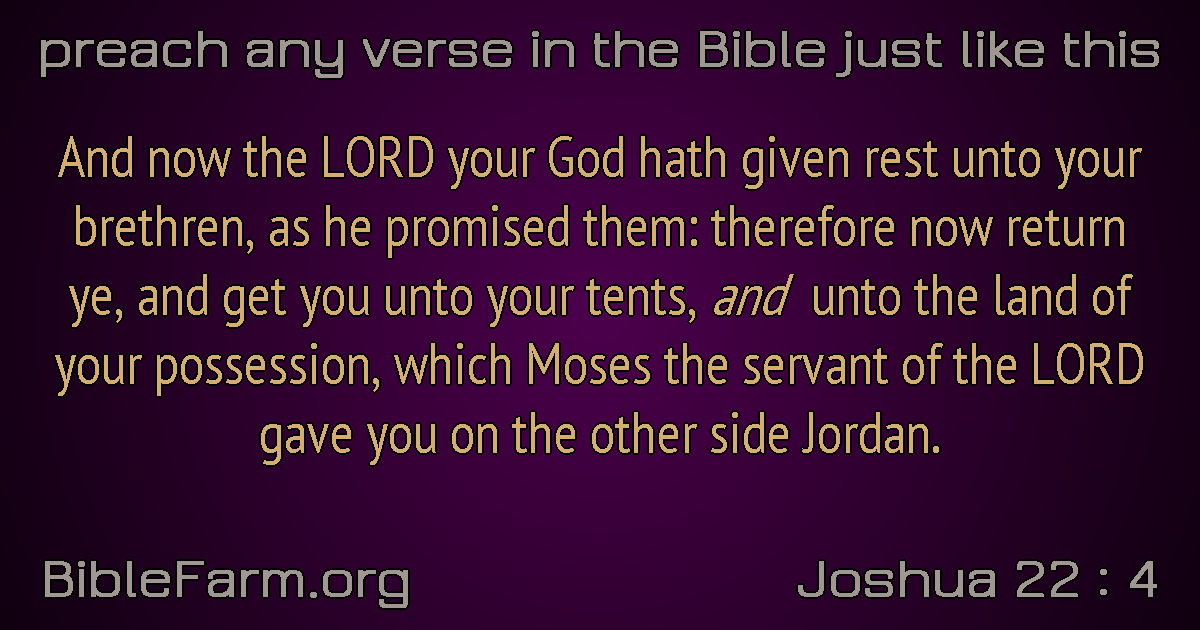 preach any verse in the Bible just like this
And now the LORD your God hath given rest unto your
brethren, as he promised them: therefore now return
ye, and get you unto your tents, and unto the land of
your possession, which Moses the servant of the LORD
gave you on the other side Jordan.
BibleFarm.org
Joshua 22 : 4